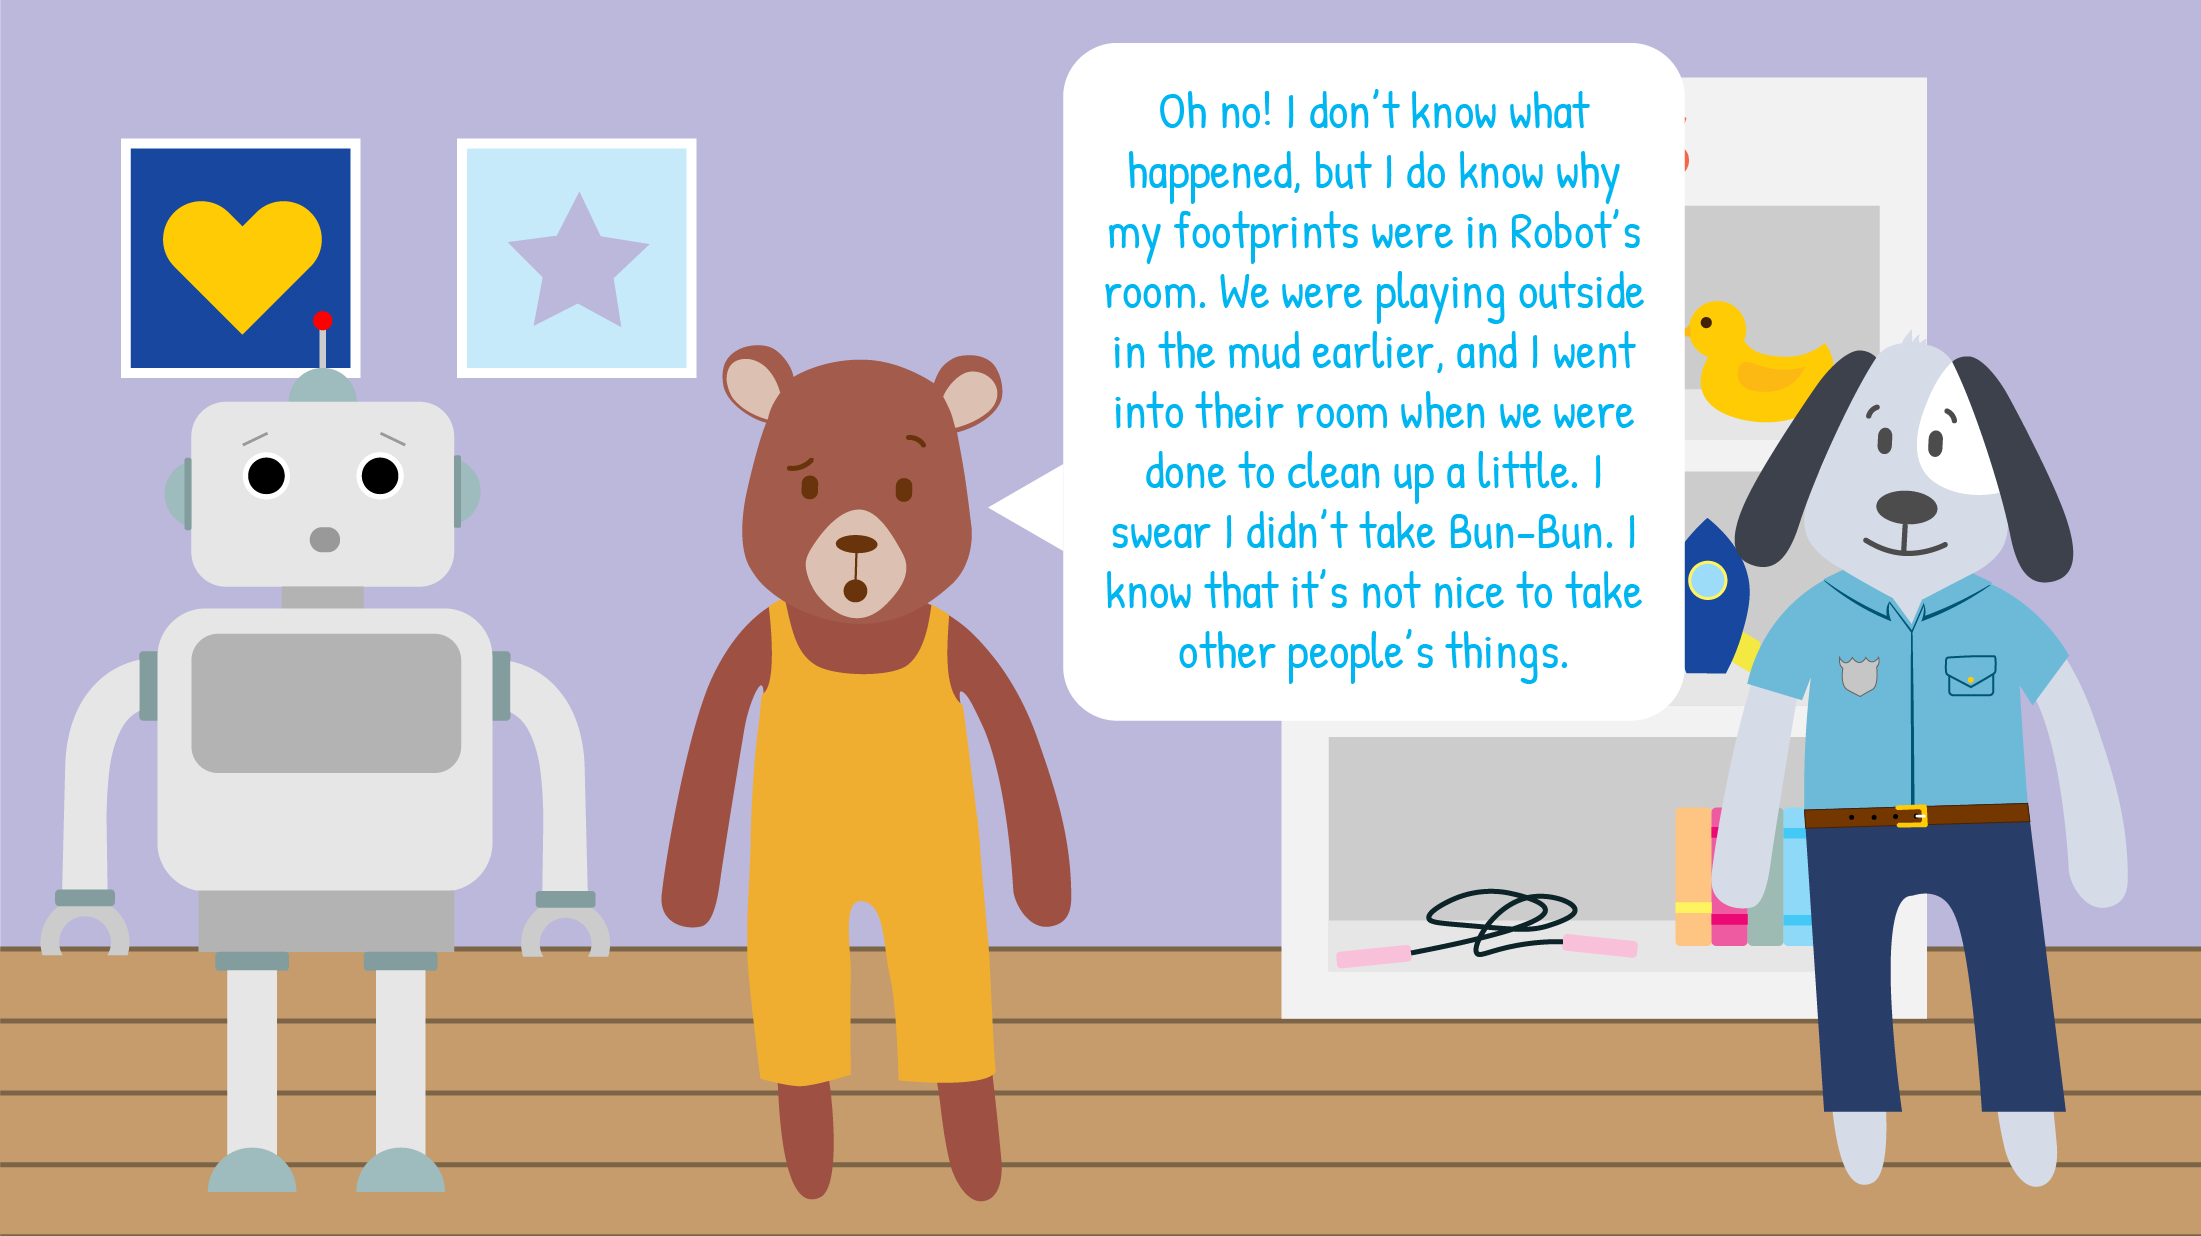 Oh no! I don't know what
happened, but I do know why
my footprints were in Robot's
room. We were playing outside
in the mud earlier, and I went
into their room when we were
done to clean up a little. I
swear I didn't take Bun-Bun. I
know that it's not nice to take
other people's things.